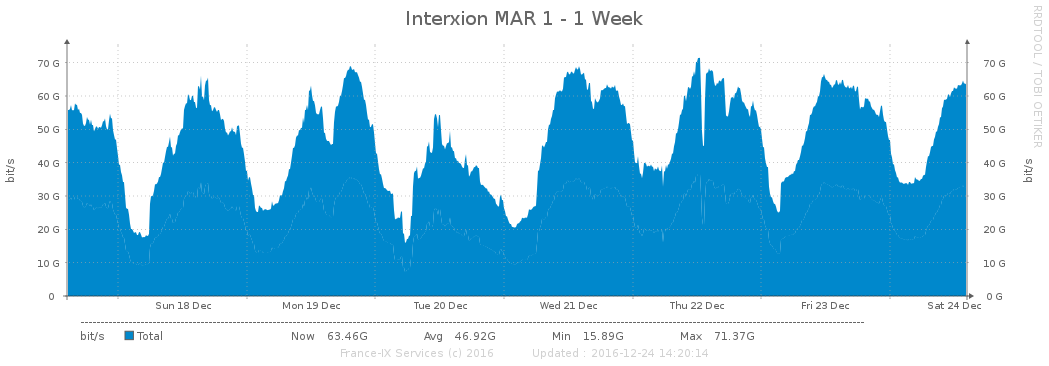 Interxion MAR 1 - 1 Week
RRDTOOL / TOBI OETIKER
bit/s
70 G 70 G
60 G 60 G
50 G 50 G
40 G 40 G
30 G 30 G
20 G 20 G
10 G 10 G
0 0 G
bit/s
Sun 18 Dec Mon 19 Dec Tue 20 Dec Wed 21 Dec Thu 22 Dec Fri 23 Dec Sat 24 Dec
bit/s Total Now 63.46G Avg 46.92G Min 15.89G Max 71.37G
France-IX Services (c) 2016 Updated : 2016-12-24 14:20:14